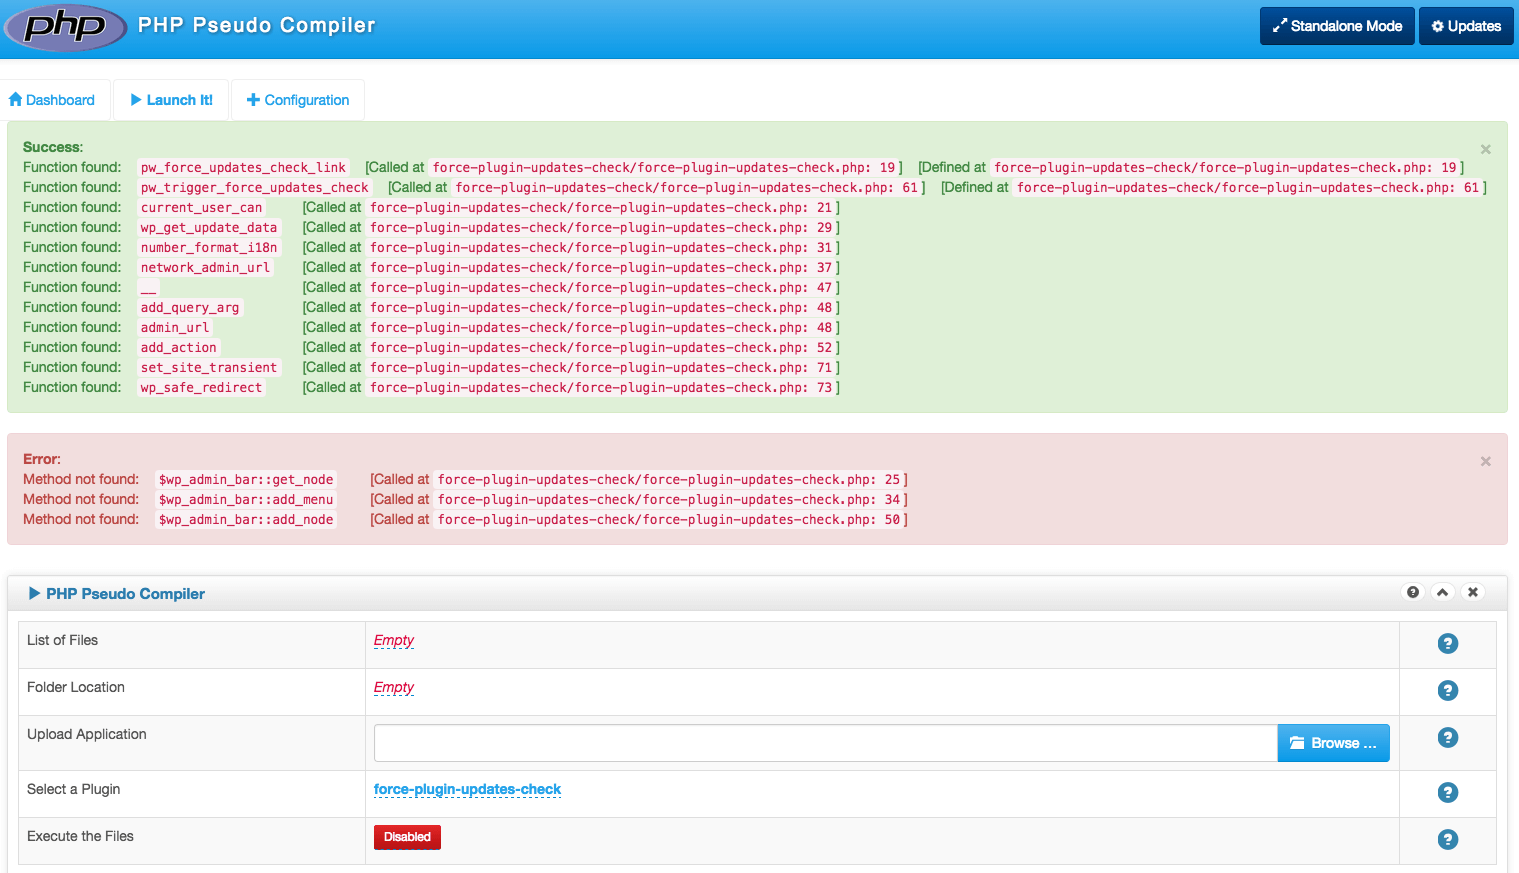 php PHP Pseudo Compiler Standalone Mode Updates
Dashboard Launch It! Configuration
Success: ×
Function found: pw_force_updates_check_link [Called at force-plugin-updates-check/force-plugin-updates-check.php: 19 ] [Defined at force-plugin-updates-check/force-plugin-updates-check.php: 19 ]
Function found: pw_trigger_force_updates_check [Called at force-plugin-updates-check/force-plugin-updates-check.php: 61 ] [Defined at force-plugin-updates-check/force-plugin-updates-check.php: 61 ]
Function found: current_user_can [Called at force-plugin-updates-check/force-plugin-updates-check.php: 21 ]
Function found: wp_get_update_data [Called at force-plugin-updates-check/force-plugin-updates-check.php: 29 ]
Function found: number_format_i18n [Called at force-plugin-updates-check/force-plugin-updates-check.php: 31 ]
Function found: network_admin_url [Called at force-plugin-updates-check/force-plugin-updates-check.php: 37 ]
Function found: __ [Called at force-plugin-updates-check/force-plugin-updates-check.php: 47 ]
Function found: add_query_arg [Called at force-plugin-updates-check/force-plugin-updates-check.php: 48 ]
Function found: admin_url [Called at force-plugin-updates-check/force-plugin-updates-check.php: 48 ]
Function found: add_action [Called at force-plugin-updates-check/force-plugin-updates-check.php: 52 ]
Function found: set_site_transient [Called at force-plugin-updates-check/force-plugin-updates-check.php: 71 ]
Function found: wp_safe_redirect [Called at force-plugin-updates-check/force-plugin-updates-check.php: 73 ]
Error: ×
Method not found: $wp_admin_bar::get_node [Called at force-plugin-updates-check/force-plugin-updates-check.php: 25 ]
Method not found: $wp_admin_bar::add_menu [Called at force-plugin-updates-check/force-plugin-updates-check.php: 34 ]
Method not found: $wp_admin_bar::add_node [Called at force-plugin-updates-check/force-plugin-updates-check.php: 50 ]
PHP Pseudo Compiler
List of Files Empty
Folder Location Empty
Upload Application Browse ...
Select a Plugin force-plugin-updates-check
Execute the Files Disabled